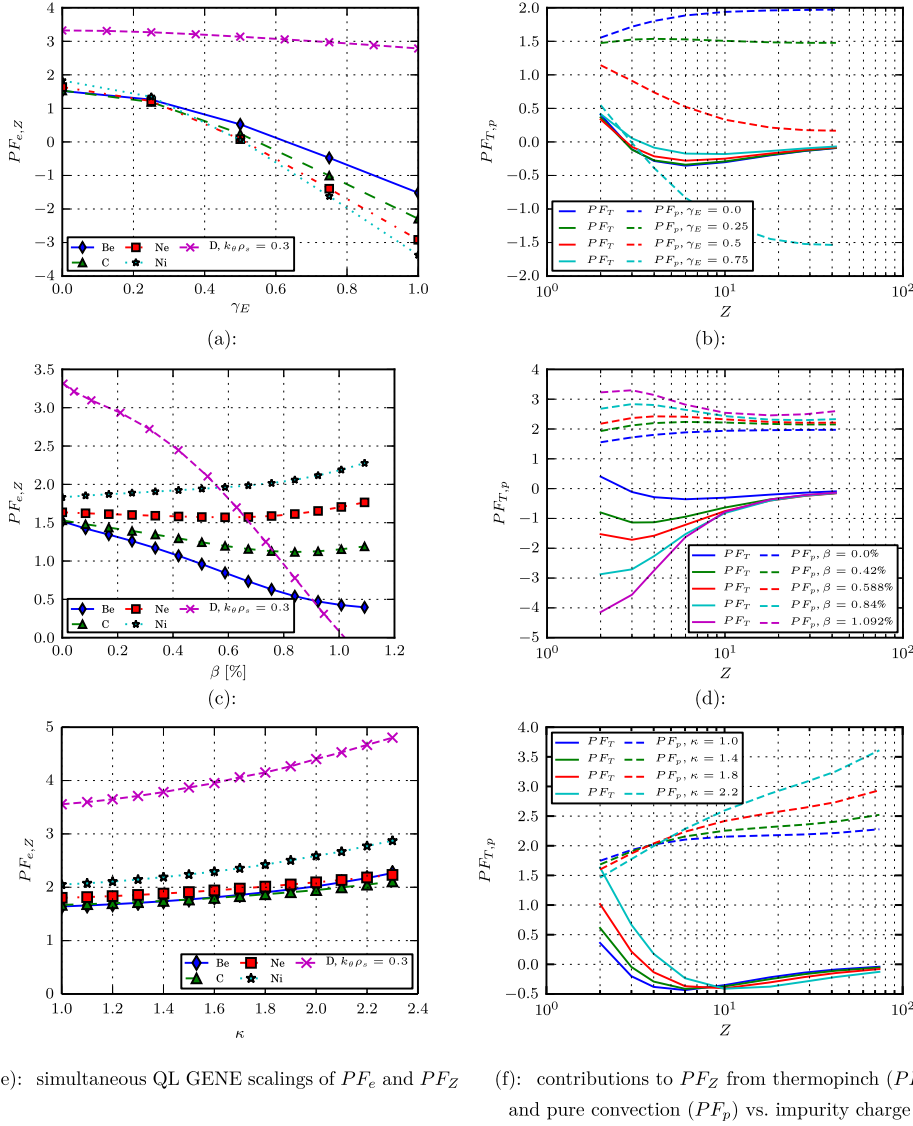 4
3
2
1
0
−1
−2
−3
−4
0.0 0.2 0.4 0.6 0.8 1.0
PF_{e,Z}
γ_E
Be Ne D, k_θρ_s = 0.3
C Ni
(a):
2.0
1.5
1.0
0.5
0.0
−0.5
−1.0
−1.5
−2.0
10^0 10^1 10^2
PF_{T,p}
Z
PF_T PF_p, γ_E = 0.0
PF_T PF_p, γ_E = 0.25
PF_T PF_p, γ_E = 0.5
PF_T PF_p, γ_E = 0.75
(b):
3.5
3.0
2.5
2.0
1.5
1.0
0.5
0.0
0.0 0.2 0.4 0.6 0.8 1.0 1.2
PF_{e,Z}
β [%]
Be Ne D, k_θρ_s = 0.3
C Ni
(c):
4
3
2
1
0
−1
−2
−3
−4
−5
10^0 10^1 10^2
PF_{T,p}
Z
PF_T PF_p, β = 0.0%
PF_T PF_p, β = 0.42%
PF_T PF_p, β = 0.588%
PF_T PF_p, β = 0.84%
PF_T PF_p, β = 1.092%
(d):
5
4
3
2
1
0
1.0 1.2 1.4 1.6 1.8 2.0 2.2 2.4
PF_{e,Z}
κ
Be Ne D, k_θρ_s = 0.3
C Ni
4.0
3.5
3.0
2.5
2.0
1.5
1.0
0.5
0.0
−0.5
10^0 10^1 10^2
PF_{T,p}
Z
PF_T PF_p, κ = 1.0
PF_T PF_p, κ = 1.4
PF_T PF_p, κ = 1.8
PF_T PF_p, κ = 2.2
e): simultaneous QL GENE scalings of PF_e and PF_Z
(f): contributions to PF_Z from thermopinch (P
and pure convection (PF_p) vs. impurity charge